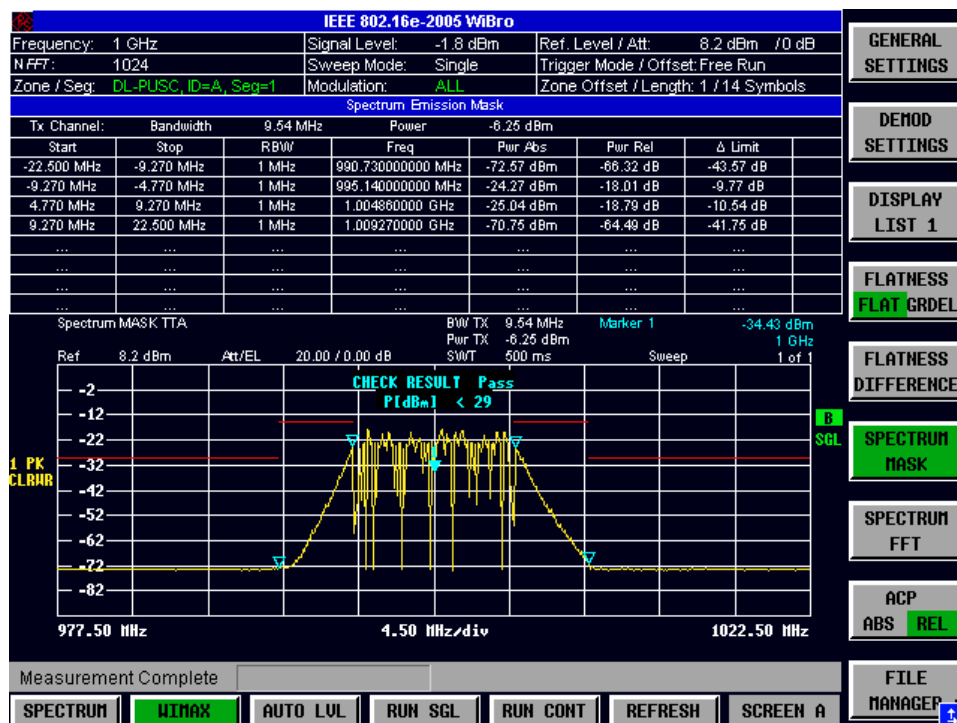 IEEE 802.16e-2005 WiBro
Frequency: 1 GHz Signal Level: -1.8 dBm Ref. Level / Att: 8.2 dBm / 0 dB
NFFT: 1024 Sweep Mode: Single Trigger Mode / Offset: Free Run
Zone / Seg: DL-PUSC, ID=A, Seg=1 Modulation: ALL Zone Offset / Length: 1 / 14 Symbols
Spectrum Emission Mask
Tx Channel: Bandwidth 9.54 MHz Power -6.25 dBm
Start Stop RBW Freq Pwr Abs Pwr Rel Δ Limit
-22.500 MHz -9.270 MHz 1 MHz 990.730000000 MHz -72.57 dBm -66.32 dB -43.57 dB
-9.270 MHz -4.770 MHz 1 MHz 995.140000000 MHz -24.27 dBm -18.01 dB -9.77 dB
4.770 MHz 9.270 MHz 1 MHz 1.004860000 GHz -25.04 dBm -18.79 dB -10.54 dB
9.270 MHz 22.500 MHz 1 MHz 1.009270000 GHz -70.75 dBm -64.49 dB -41.75 dB
... ... ... ... ... ... ...
... ... ... ... ... ... ...
... ... ... ... ... ... ...
... ... ... ... ... ... ...
Spectrum MASK TTA BW TX 9.54 MHz Marker 1 -34.43 dBm
Pwr TX -6.25 dBm 1 GHz
Ref 8.2 dBm Att/EL 20.00 / 0.00 dB SWT 500 ms Sweep 1 of 1
CHECK RESULT Pass
P[dBm] < 29
-2
-12
-22
-32
-42
-52
-62
-72
-82
1 PK
CLRWR
B
SGL
977.50 MHz 4.50 MHz/div 1022.50 MHz
Measurement Complete
SPECTRUM WIMAX AUTO LVL RUN SGL RUN CONT REFRESH SCREEN A
GENERAL
SETTINGS
DEMOD
SETTINGS
DISPLAY
LIST 1
FLATNESS
FLAT GRDEL
FLATNESS
DIFFERENCE
SPECTRUM
MASK
SPECTRUM
FFT
ACP
ABS REL
FILE
MANAGER